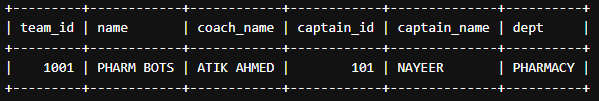 +---------+-----------+------------+------------+--------------+----------+
| team_id | name      | coach_name | captain_id | captain_name | dept     |
+---------+-----------+------------+------------+--------------+----------+
|    1001 | PHARM BOTS | ATIK AHMED |        101 | NAYEER       | PHARMACY |
+---------+-----------+------------+------------+--------------+----------+